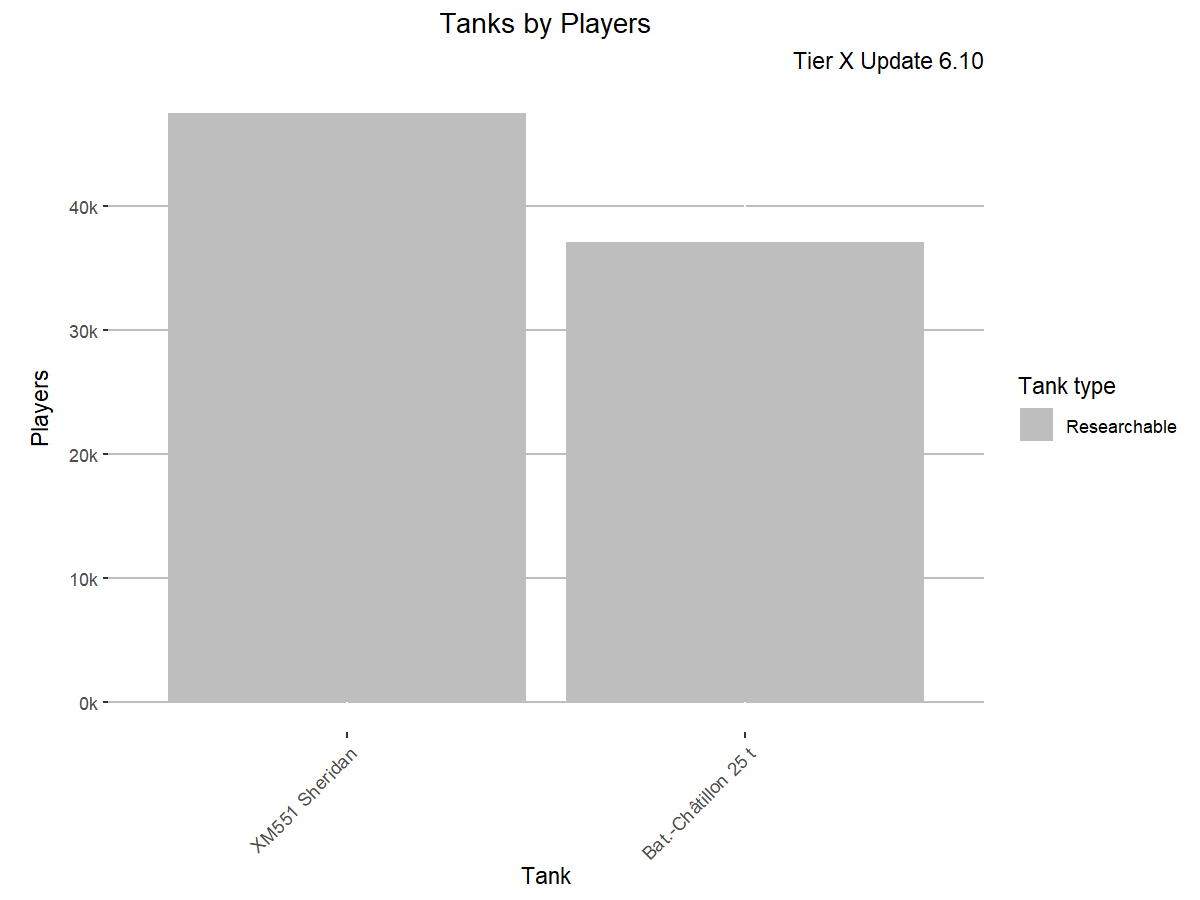 Tanks by Players
Tier X Update 6.10
40k
30k
20k
10k
0k
Players
XM551 Sheridan
Bat.-Châtillon 25 t
Tank
Tank type
Researchable